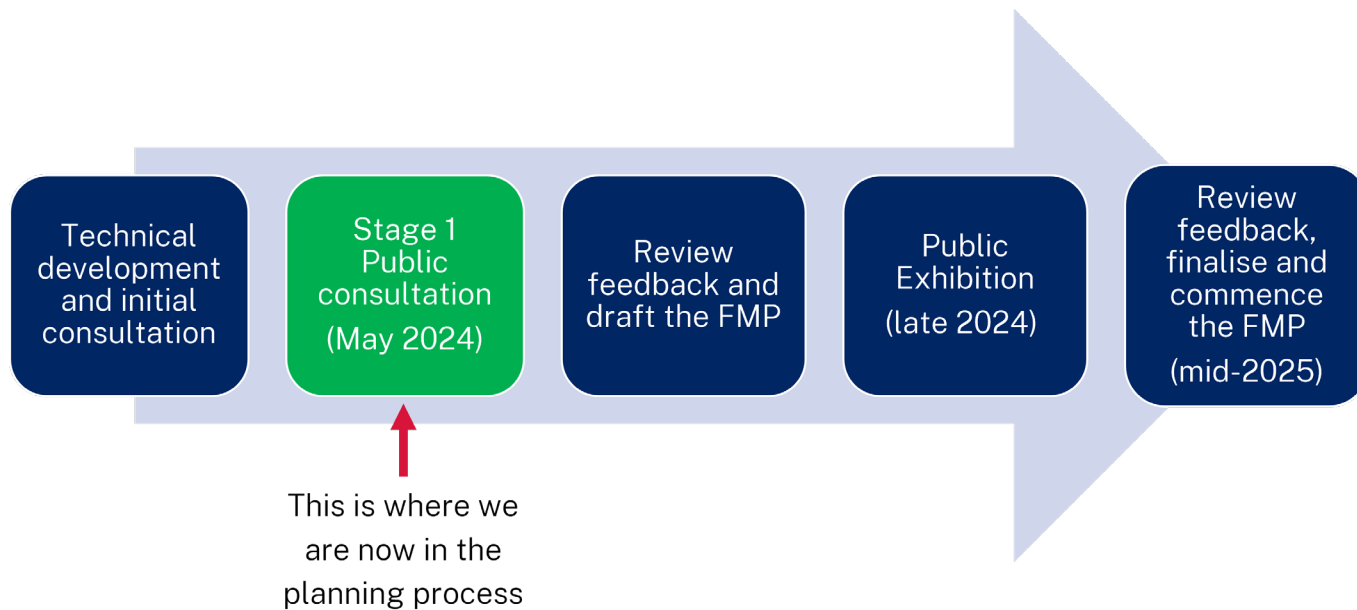 Technical
development
and initial
consultation
Stage 1
Public
consultation
(May 2024)
Review
feedback and
draft the FMP
Public
Exhibition
(late 2024)
Review
feedback,
finalise and
commence
the FMP
(mid-2025)
This is where we
are now in the
planning process